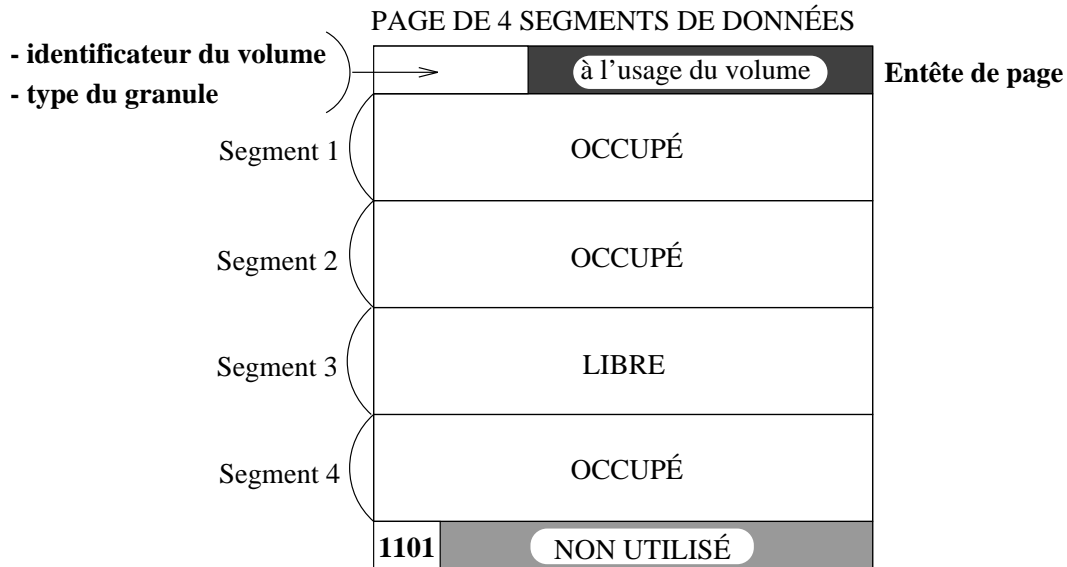 PAGE DE 4 SEGMENTS DE DONNÉES
- identificateur du volume
- type du granule
à l'usage du volume
Entête de page
Segment 1
OCCUPÉ
Segment 2
OCCUPÉ
Segment 3
LIBRE
Segment 4
OCCUPÉ
1101
NON UTILISÉ